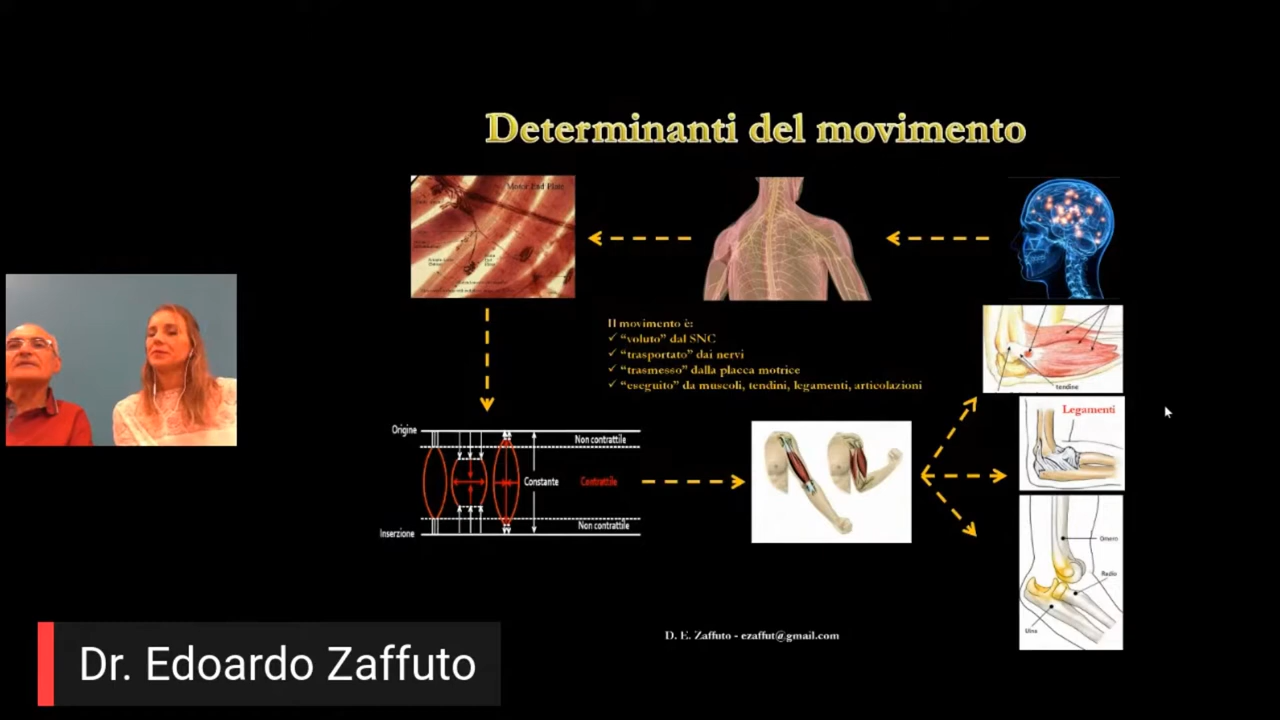 Determinanti del movimento
Motor End Plate
Il movimento è:
✓ “voluto” dal SNC
✓ “trasportato” dai nervi
✓ “trasmesso” dalla placca motrice
✓ “eseguito” da muscoli, tendini, legamenti, articolazioni
tendine
Legamenti
Origine
Non contrattile
Constante
Contrattile
Non contrattile
Inserzione
Omero
Radio
Ulna
D. E. Zaffuto - ezaffut@gmail.com
Dr. Edoardo Zaffuto